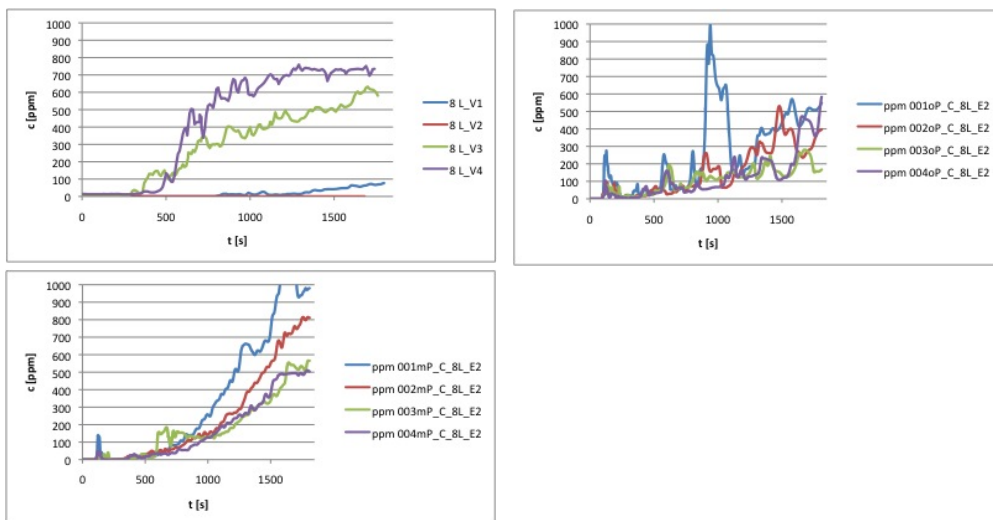 1000
900
800
700
600
500
400
300
200
100
0
c [ppm]
0 500 1000 1500
t [s]
8 L_V1
8 L_V2
8 L_V3
8 L_V4
1000
900
800
700
600
500
400
300
200
100
0
c [ppm]
0 500 1000 1500
t [s]
ppm 001oP_C_8L_E2
ppm 002oP_C_8L_E2
ppm 003oP_C_8L_E2
ppm 004oP_C_8L_E2
1000
900
800
700
600
500
400
300
200
100
0
c [ppm]
0 500 1000 1500
t [s]
ppm 001mP_C_8L_E2
ppm 002mP_C_8L_E2
ppm 003mP_C_8L_E2
ppm 004mP_C_8L_E2